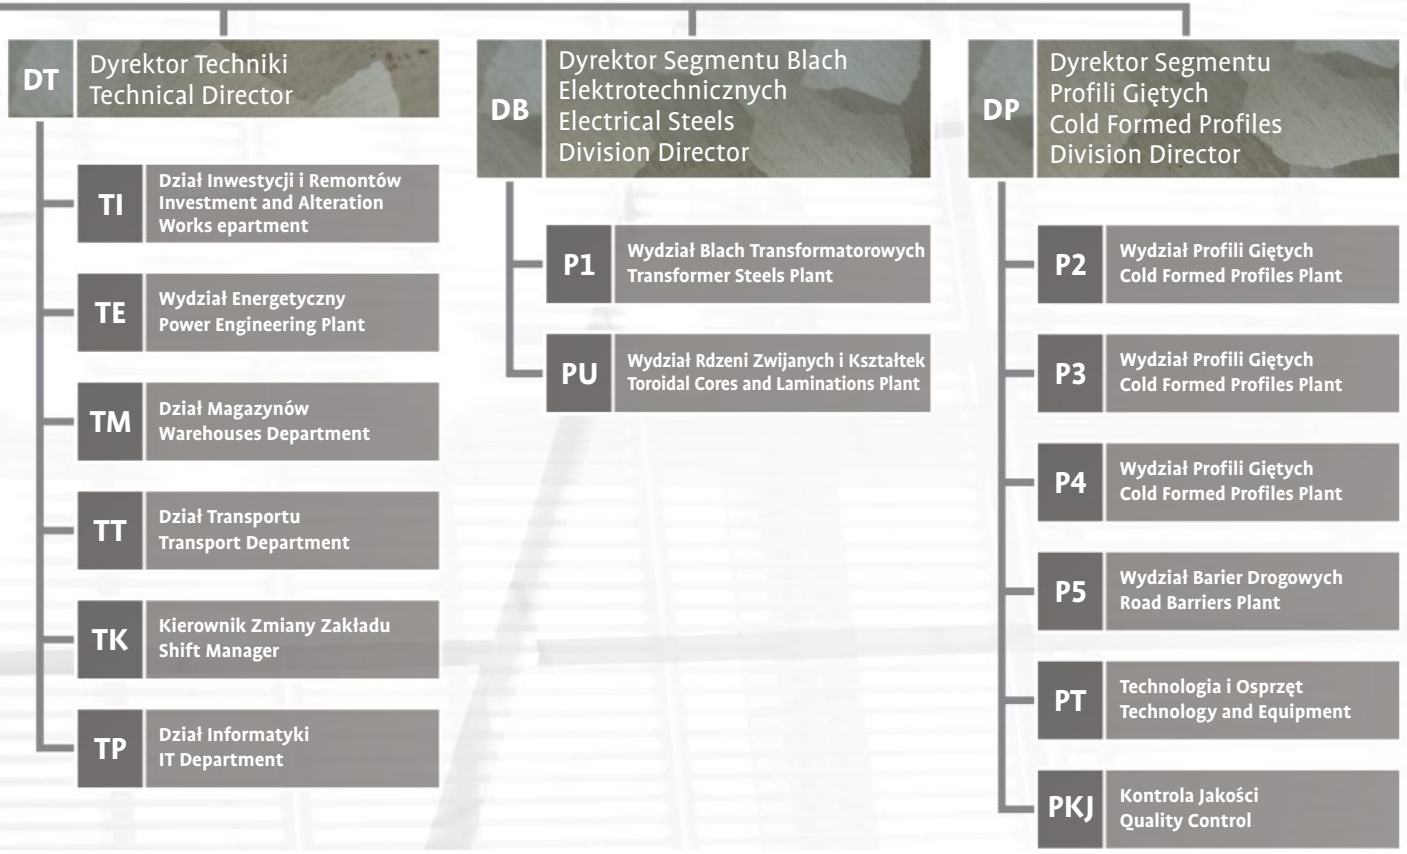 DT
Dyrektor Techniki
Technical Director
TI
Dział Inwestycji i Remontów
Investment and Alteration
Works epartment
TE
Wydział Energetyczny
Power Engineering Plant
TM
Dział Magazynów
Warehouses Department
TT
Dział Transportu
Transport Department
TK
Kierownik Zmiany Zakładu
Shift Manager
TP
Dział Informatyki
IT Department
DB
Dyrektor Segmentu Blach
Elektrotechnicznych
Electrical Steels
Division Director
P1
Wydział Blach Transformatorowych
Transformer Steels Plant
PU
Wydział Rdzeni Zwijanych i Kształtek
Toroidal Cores and Laminations Plant
DP
Dyrektor Segmentu
Profili Giętych
Cold Formed Profiles
Division Director
P2
Wydział Profili Giętych
Cold Formed Profiles Plant
P3
Wydział Profili Giętych
Cold Formed Profiles Plant
P4
Wydział Profili Giętych
Cold Formed Profiles Plant
P5
Wydział Barier Drogowych
Road Barriers Plant
PT
Technologia i Osprzęt
Technology and Equipment
PKJ
Kontrola Jakości
Quality Control